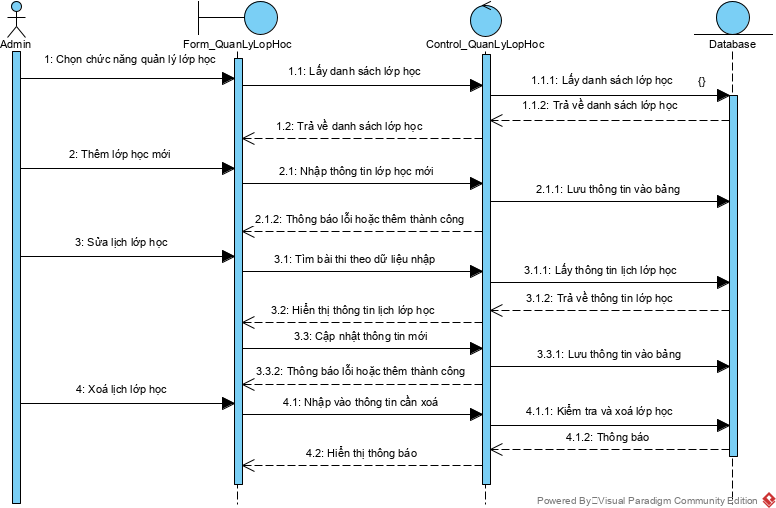 Admin
Form_QuanLyLopHoc
Control_QuanLyLopHoc
Database
1: Chọn chức năng quản lý lớp học
1.1: Lấy danh sách lớp học
1.1.1: Lấy danh sách lớp học
{}
1.1.2: Trả về danh sách lớp học
1.2: Trả về danh sách lớp học
2: Thêm lớp học mới
2.1: Nhập thông tin lớp học mới
2.1.1: Lưu thông tin vào bảng
2.1.2: Thông báo lỗi hoặc thêm thành công
3: Sửa lịch lớp học
3.1: Tìm bài thi theo dữ liệu nhập
3.1.1: Lấy thông tin lịch lớp học
3.1.2: Trả về thông tin lớp học
3.2: Hiển thị thông tin lịch lớp học
3.3: Cập nhật thông tin mới
3.3.1: Lưu thông tin vào bảng
3.3.2: Thông báo lỗi hoặc thêm thành công
4: Xoá lịch lớp học
4.1: Nhập vào thông tin cần xoá
4.1.1: Kiểm tra và xoá lớp học
4.1.2: Thông báo
4.2: Hiển thị thông báo
Powered By Visual Paradigm Community Edition